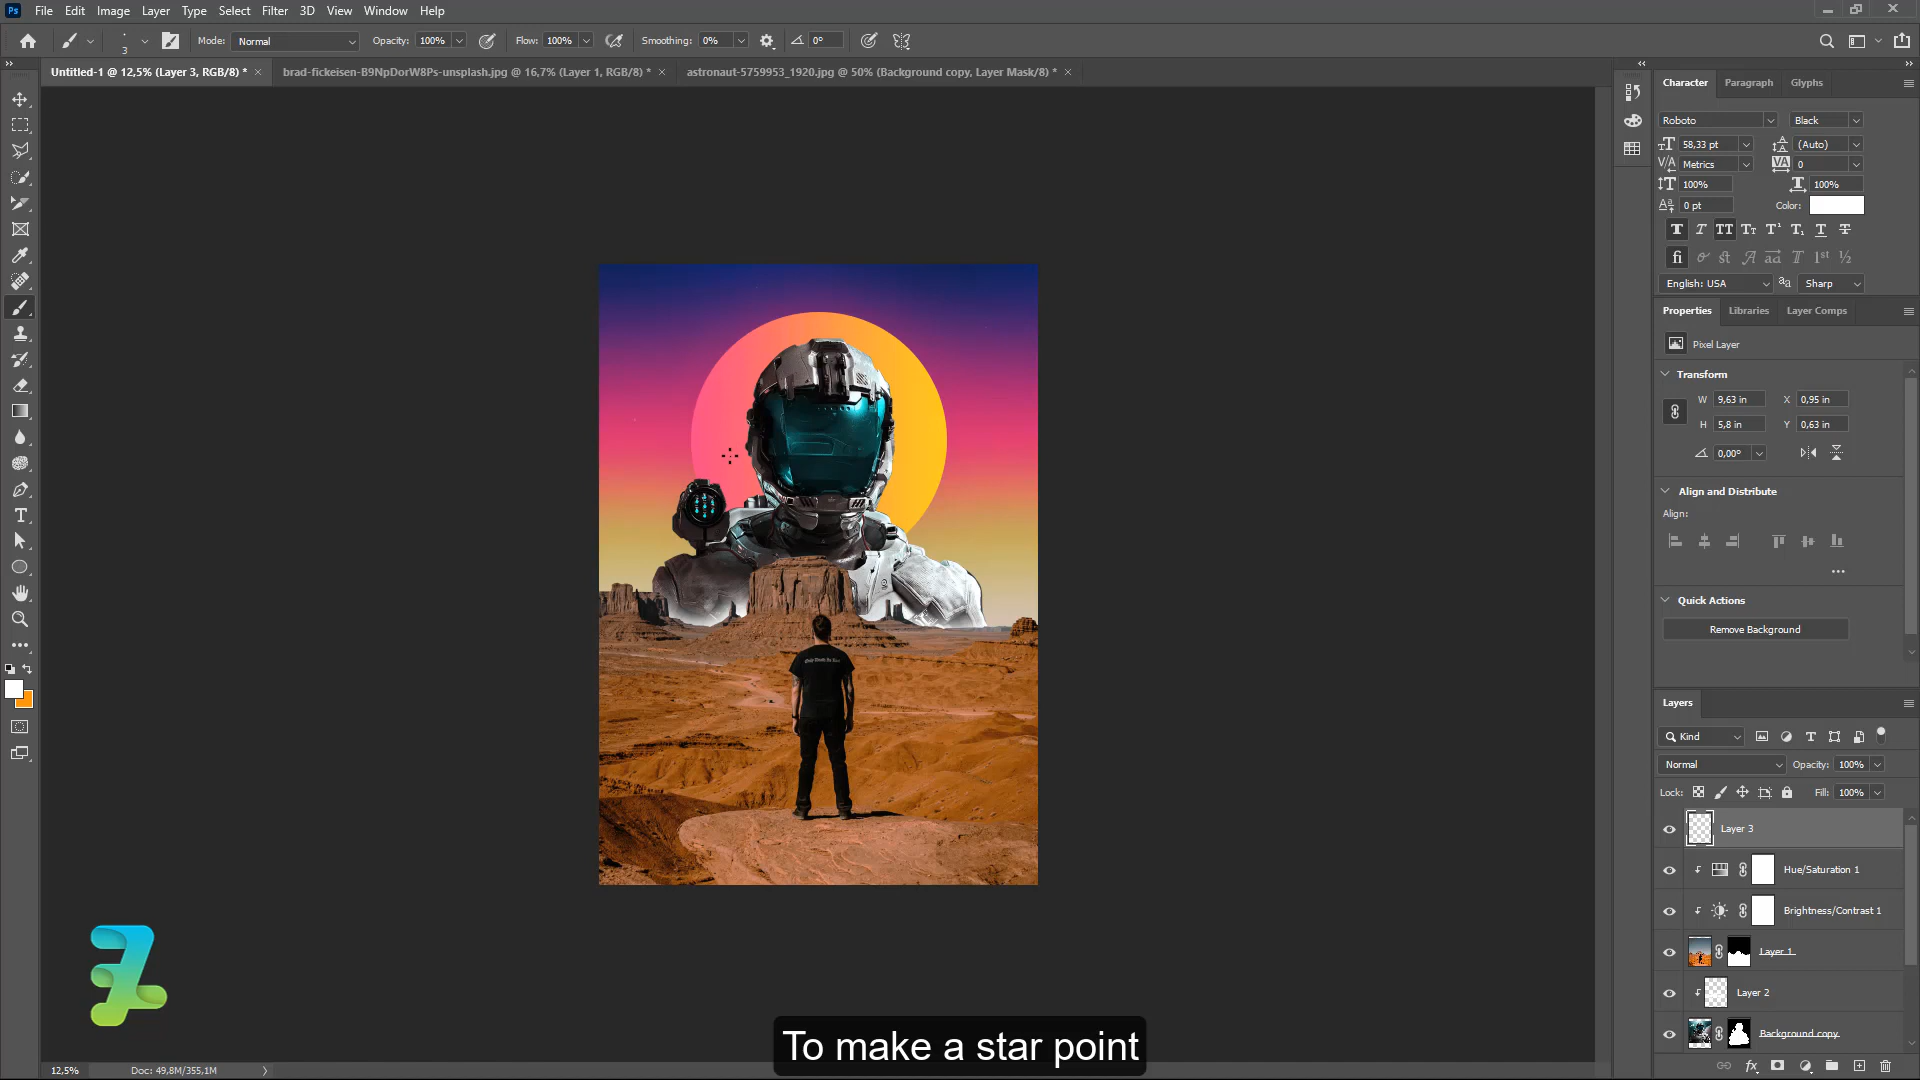 Ps File Edit Image Layer Type Select Filter 3D View Window Help
3 Mode: Normal Opacity: 100% Flow: 100% Smoothing: 0% 0°
Untitled-1 @ 12,5% (Layer 3, RGB/8) * × brad-fickeisen-B9NpDorW8Ps-unsplash.jpg @ 16,7% (Layer 1, RGB/8) * × astronaut-5759953_1920.jpg @ 50% (Background copy, Layer Mask/8) * ×
Character Paragraph Glyphs
Roboto Black
58,33 pt (Auto)
Metrics 0
100% 100%
0 pt Color:
English: USA aa Sharp
Properties Libraries Layer Comps
Pixel Layer
Transform
W 9,63 in X 0,95 in
H 5,8 in Y 0,63 in
0,00°
Align and Distribute
Align:
Quick Actions
Remove Background
Layers
Kind
Normal Opacity: 100%
Lock: Fill: 100%
Layer 3
Hue/Saturation 1
Brightness/Contrast 1
Layer 1
Layer 2
Background copy
To make a star point
12,5% Doc: 49,8M/355,1M